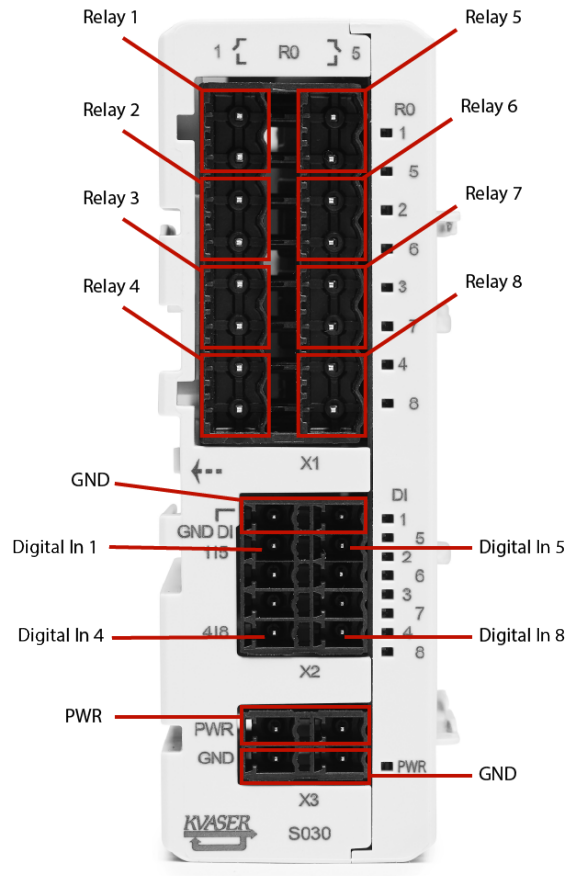 Relay 1
Relay 5
1 R0 5
Relay 2
Relay 6
R0
1
5
Relay 3
Relay 7
2
6
Relay 4
Relay 8
3
7
4
8
X1
GND
DI
GND DI
1
5
Digital In 1
115
Digital In 5
2
6
3
7
Digital In 4
418
Digital In 8
4
8
X2
PWR
PWR
GND
PWR
GND
X3
KVASER
S030